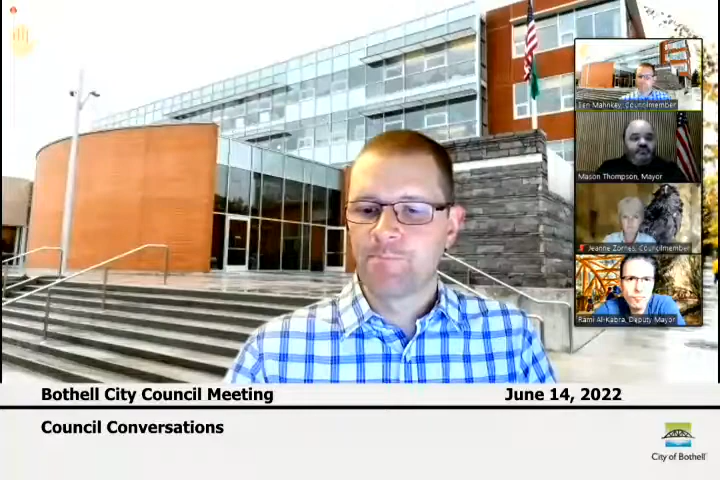 Ben Mahnkey, Councilmember
Mason Thompson, Mayor
Jeanne Zornes, Councilmember
Rami Al-Kabra, Deputy Mayor
Bothell City Council Meeting
June 14, 2022
Council Conversations
City of Bothell